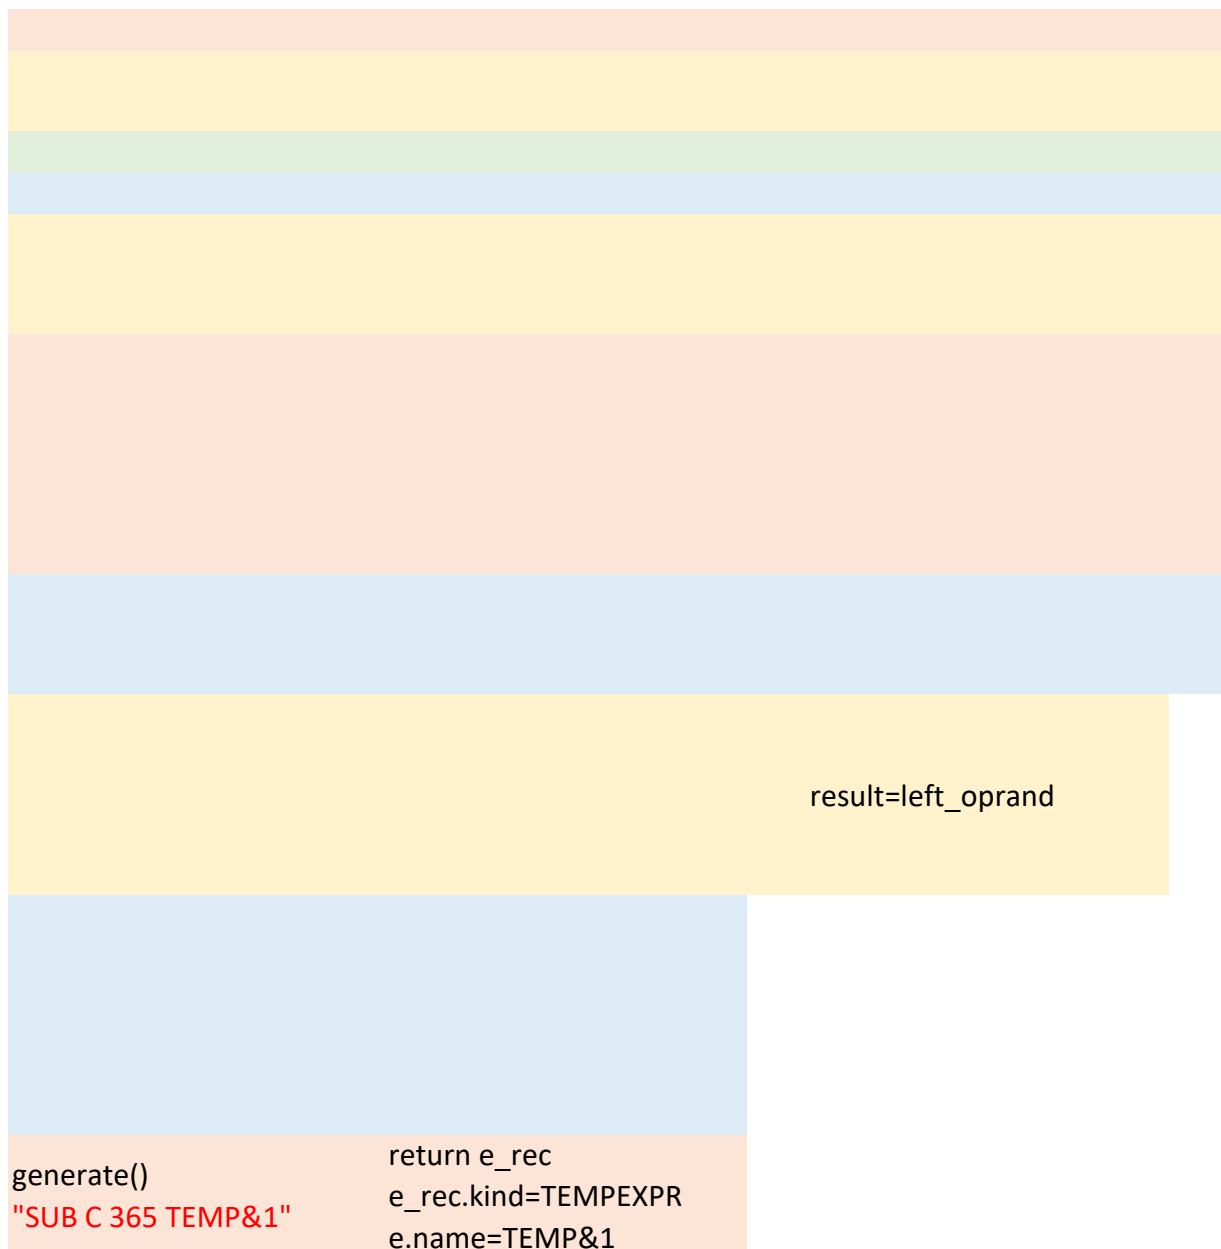 result=left_oprand
generate()
"SUB C 365 TEMP&1"
return e_rec
e_rec.kind=TEMPEXPR
e.name=TEMP&1